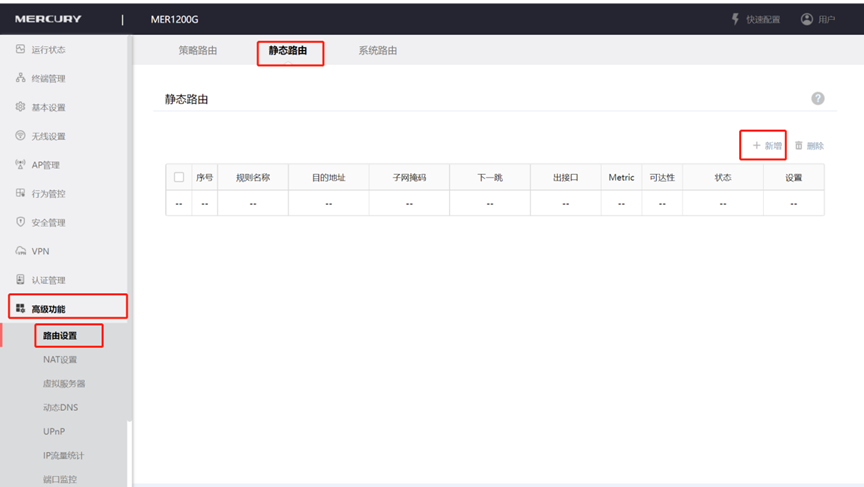 MERCURY | MER1200G 快速配置 用户
运行状态
终端管理
基本设置
无线设置
AP管理
行为管控
安全管理
VPN
认证管理
高级功能
路由设置
NAT设置
虚拟服务器
动态DNS
UPnP
IP流量统计
端口监控
策略路由 静态路由 系统路由
静态路由 ?
+ 新增 删除
序号 规则名称 目的地址 子网掩码 下一跳 出接口 Metric 可达性 状态 设置
-- -- -- -- -- -- -- -- -- -- --